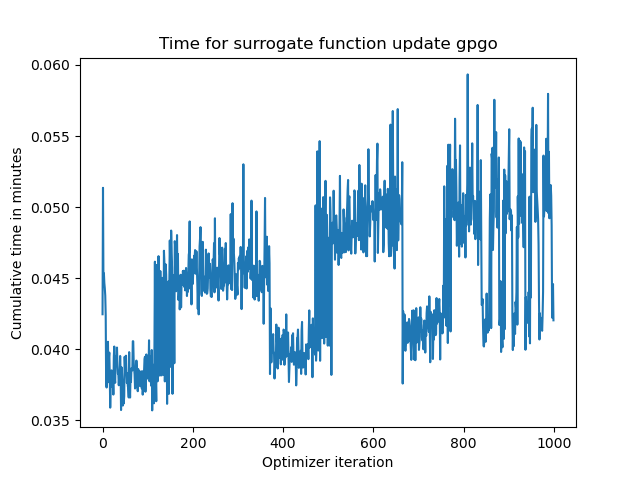 Time for surrogate function update gpgo
0.060
0.055
0.050
0.045
0.040
0.035
Cumulative time in minutes
0 200 400 600 800 1000
Optimizer iteration